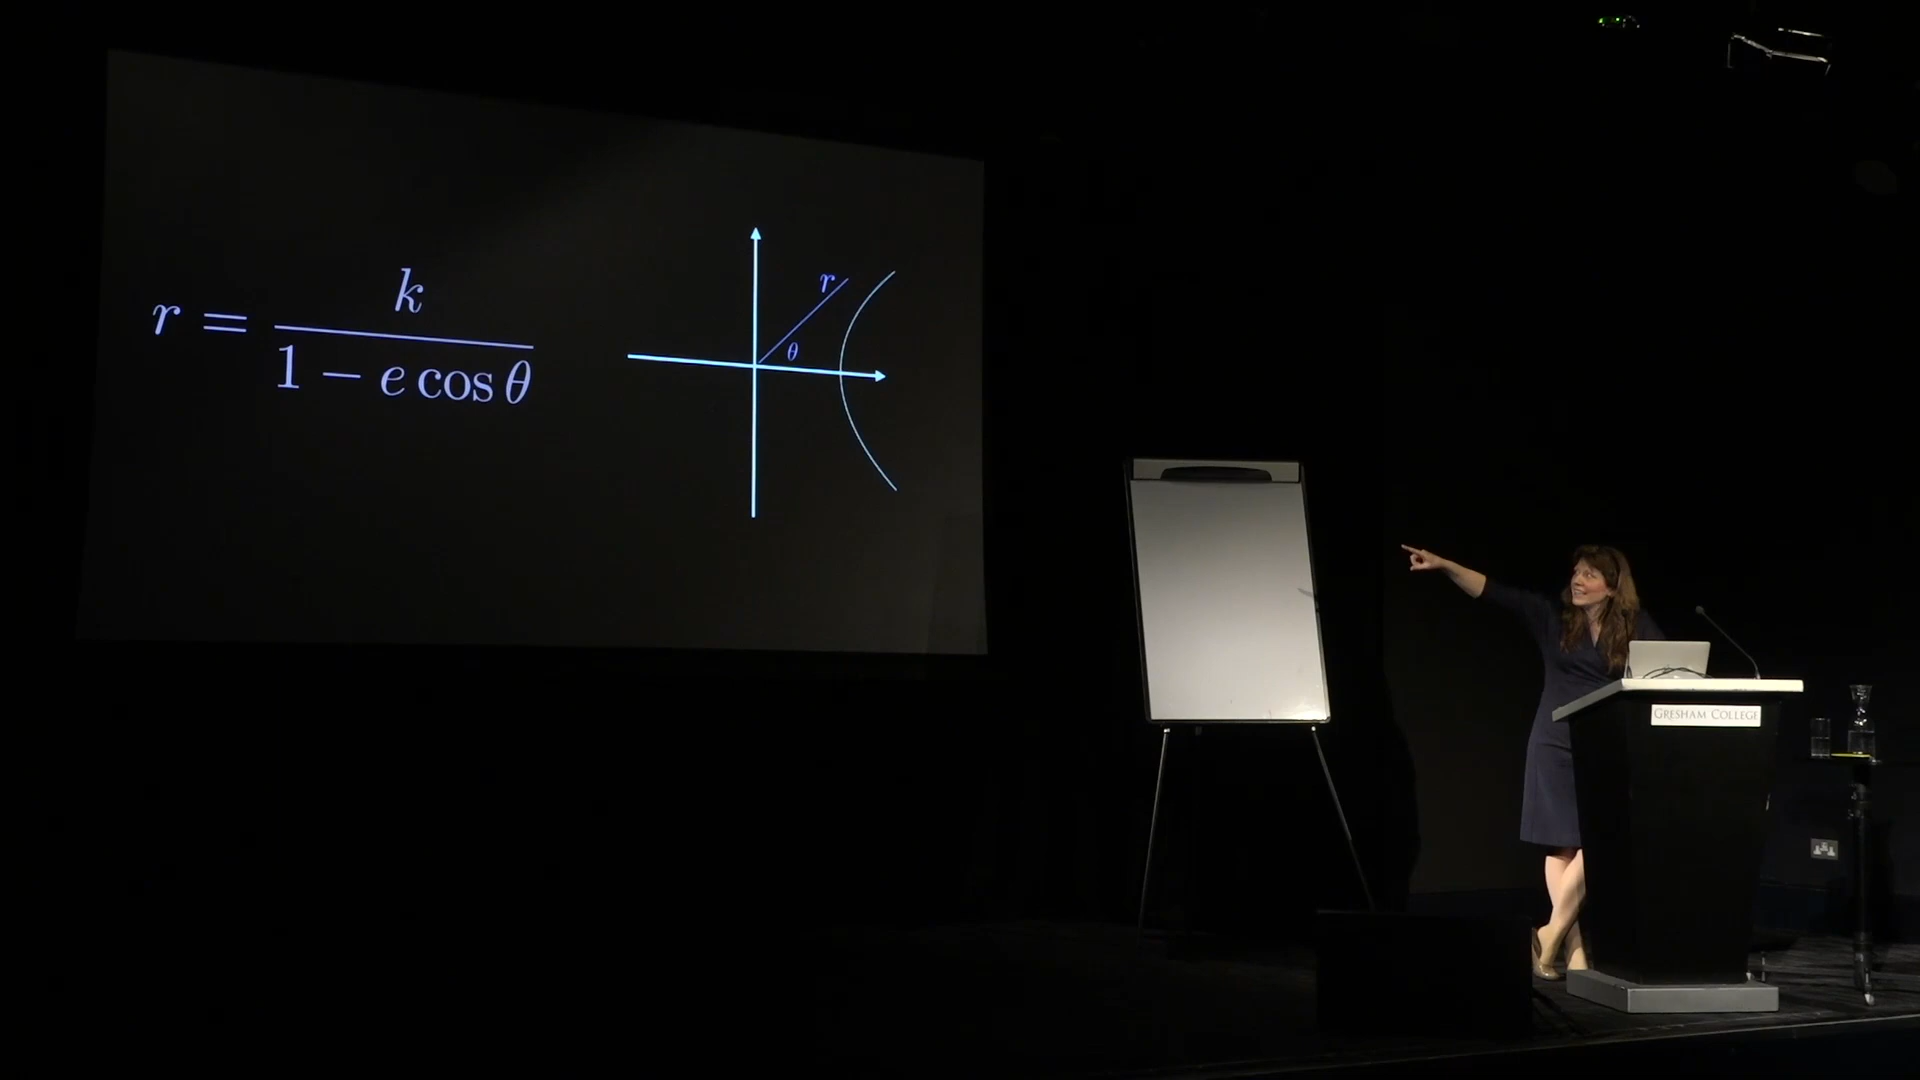 r = k / (1 − e cos θ)
r
θ
GRESHAM COLLEGE